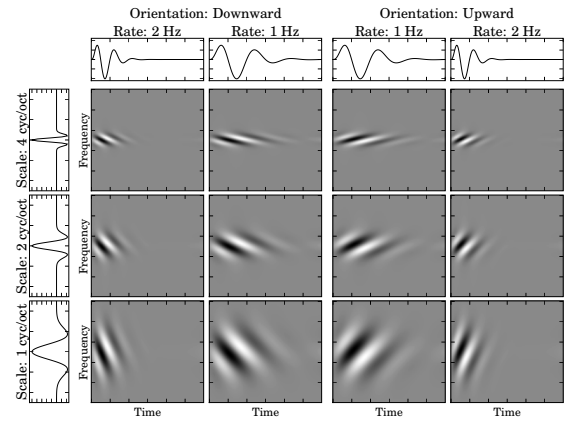 Orientation: Downward
Orientation: Upward
Rate: 2 Hz
Rate: 1 Hz
Rate: 1 Hz
Rate: 2 Hz
Scale: 4 cyc/oct
Frequency
Scale: 2 cyc/oct
Frequency
Scale: 1 cyc/oct
Frequency
Time
Time
Time
Time